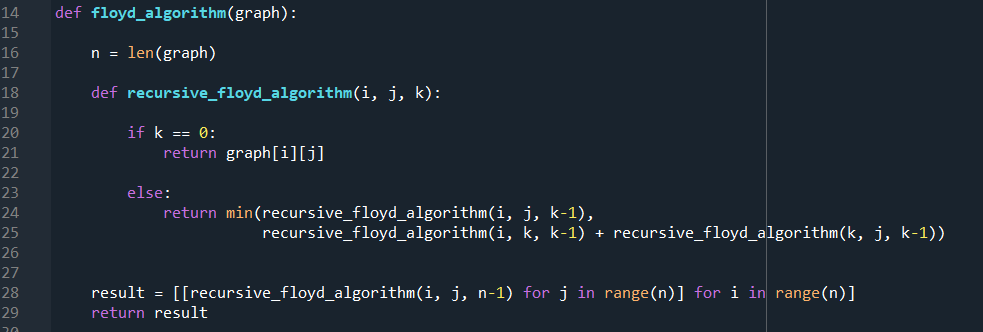 14 def floyd_algorithm(graph):
15
16     n = len(graph)
17
18     def recursive_floyd_algorithm(i, j, k):
19
20         if k == 0:
21             return graph[i][j]
22
23         else:
24             return min(recursive_floyd_algorithm(i, j, k-1),
25                        recursive_floyd_algorithm(i, k, k-1) + recursive_floyd_algorithm(k, j, k-1))
26
27
28     result = [[recursive_floyd_algorithm(i, j, n-1) for j in range(n)] for i in range(n)]
29     return result